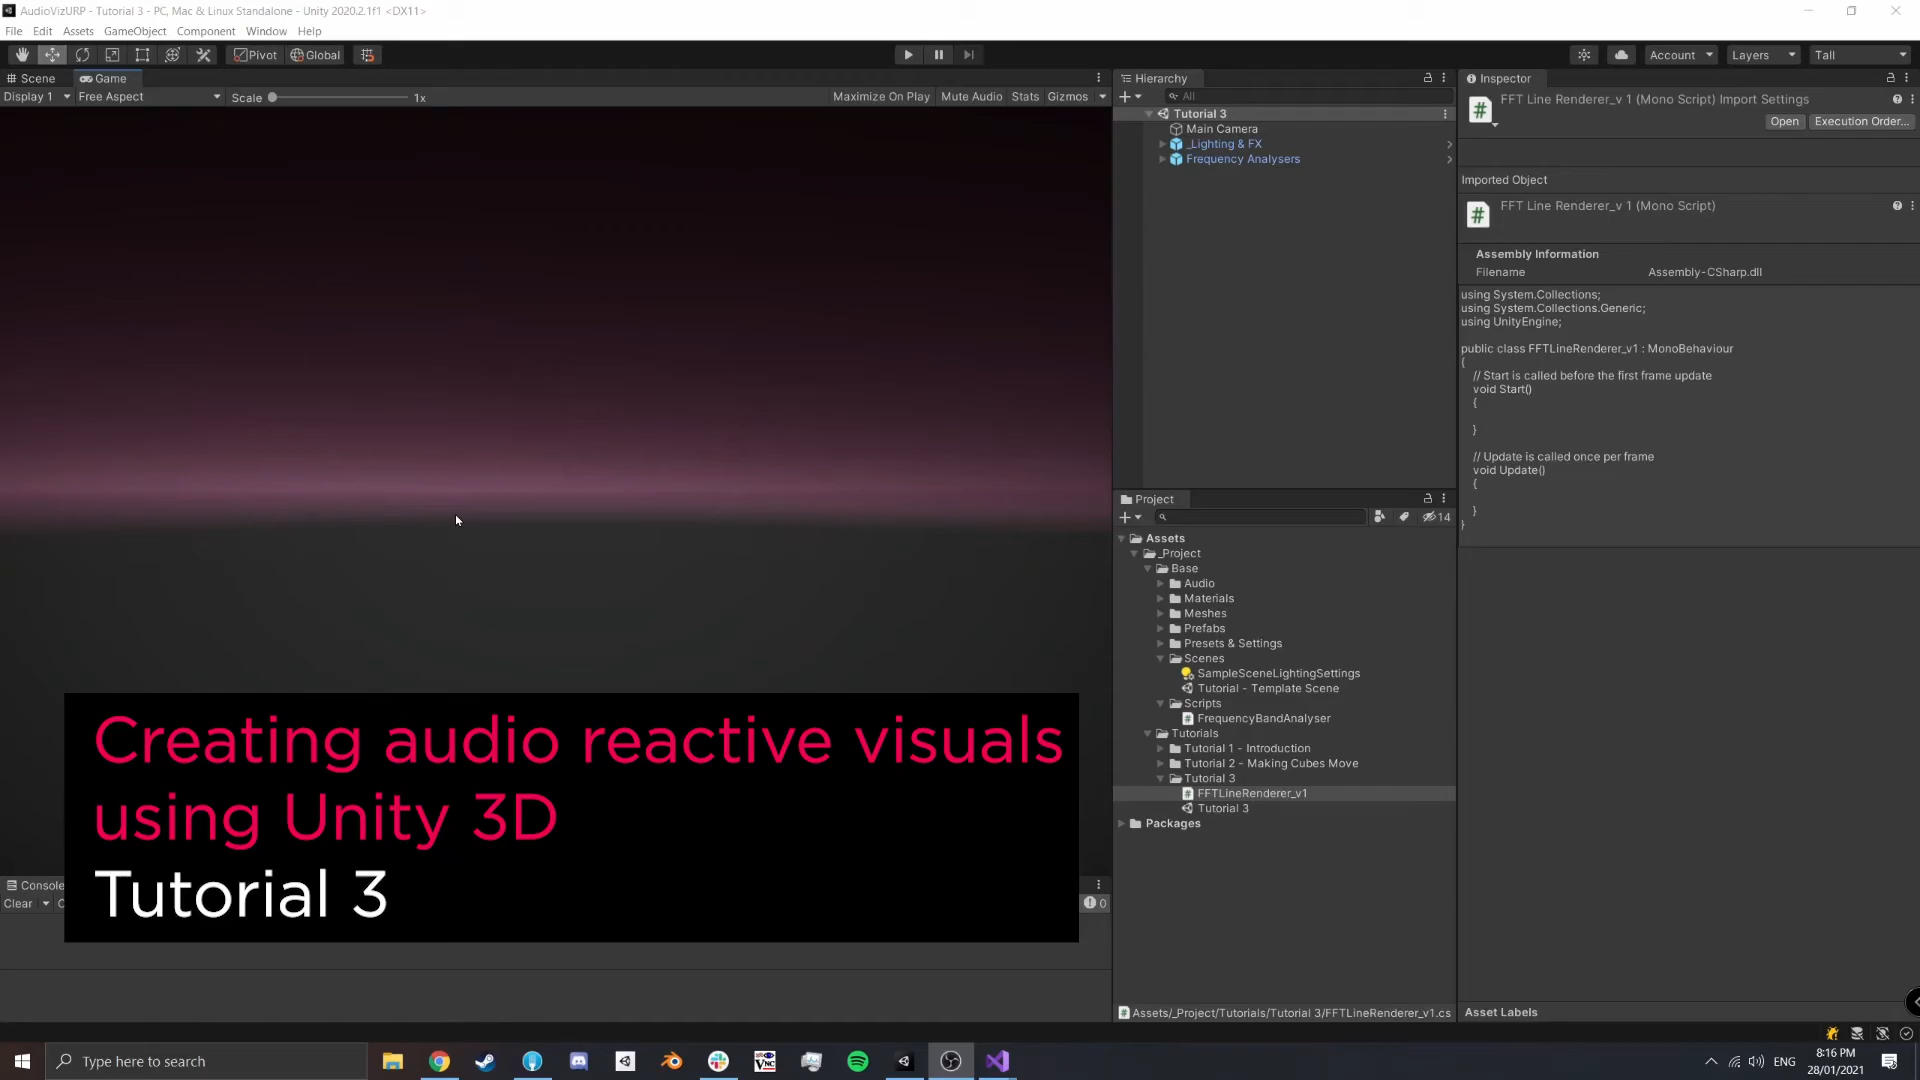 AudioVizURP - Tutorial 3 - PC, Mac & Linux Standalone - Unity 2020.2.1f1 <DX11>
File Edit Assets GameObject Component Window Help
Pivot Global
Account Layers Tall
Scene Game
Display 1 Free Aspect Scale 1x Maximize On Play Mute Audio Stats Gizmos
Creating audio reactive visuals
using Unity 3D
Tutorial 3
Console
Clear
0
Hierarchy
All
Tutorial 3
Main Camera
_Lighting & FX
Frequency Analysers
Project
14
Assets
_Project
Base
Audio
Materials
Meshes
Prefabs
Presets & Settings
Scenes
SampleSceneLightingSettings
Tutorial - Template Scene
Scripts
FrequencyBandAnalyser
Tutorials
Tutorial 1 - Introduction
Tutorial 2 - Making Cubes Move
Tutorial 3
FFTLineRenderer_v1
Tutorial 3
Packages
Assets/_Project/Tutorials/Tutorial 3/FFTLineRenderer_v1.cs
Inspector
FFT Line Renderer_v 1 (Mono Script) Import Settings
Open Execution Order...
Imported Object
FFT Line Renderer_v 1 (Mono Script)
Assembly Information
Filename Assembly-CSharp.dll
using System.Collections;
using System.Collections.Generic;
using UnityEngine;
public class FFTLineRenderer_v1 : MonoBehaviour
{
// Start is called before the first frame update
void Start()
{
}
// Update is called once per frame
void Update()
{
}
}
Asset Labels
Type here to search
ENG
8:16 PM
28/01/2021